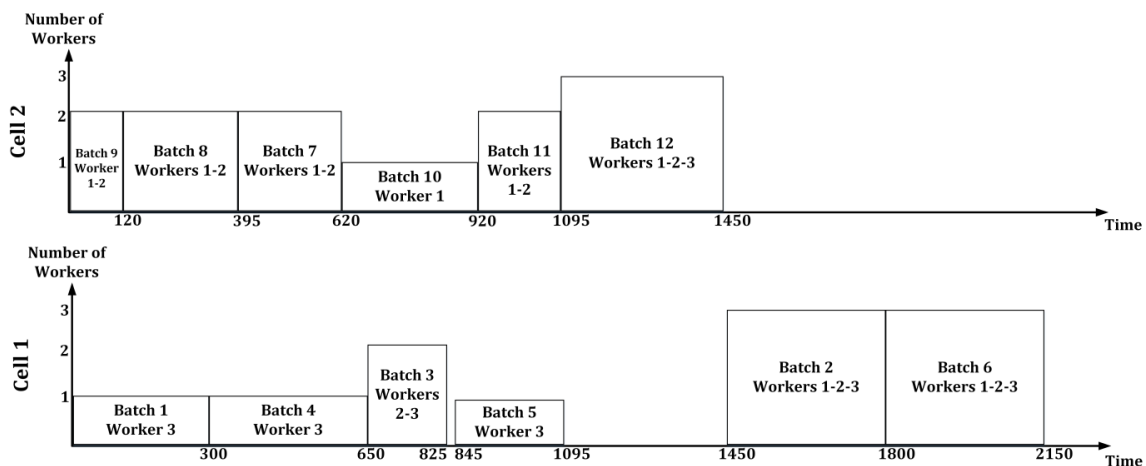 Number of
Workers
Cell 2
3
2
1
Batch 9
Worker
1-2
Batch 8
Workers 1-2
Batch 7
Workers 1-2
Batch 10
Worker 1
Batch 11
Workers
1-2
Batch 12
Workers 1-2-3
120 395 620 920 1095 1450
Time
Number of
Workers
Cell 1
3
2
1
Batch 1
Worker 3
Batch 4
Worker 3
Batch 3
Workers
2-3
Batch 5
Worker 3
Batch 2
Workers 1-2-3
Batch 6
Workers 1-2-3
300 650 825 845 1095 1450 1800 2150
Time